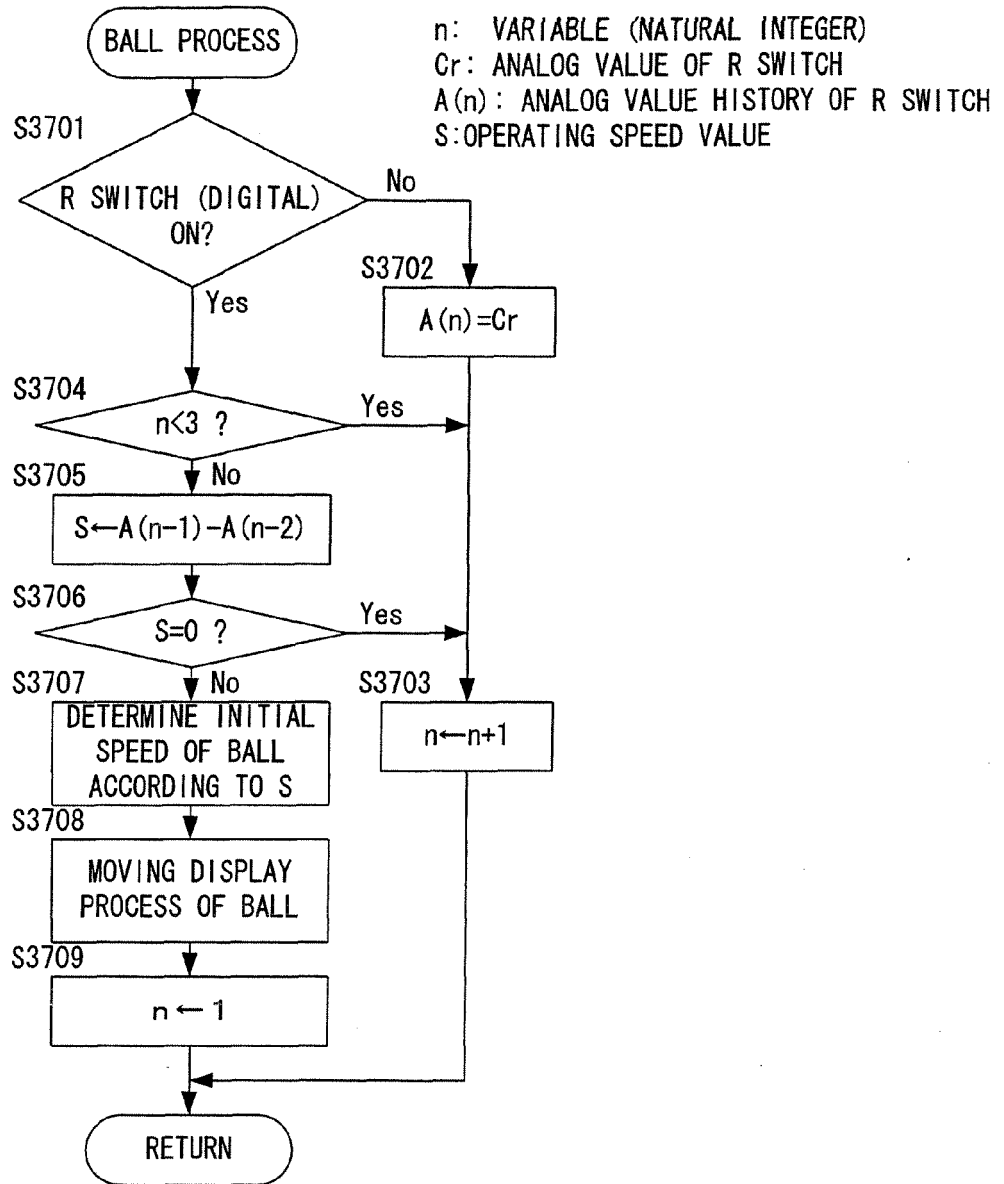 BALL PROCESS
n: VARIABLE (NATURAL INTEGER)
Cr: ANALOG VALUE OF R SWITCH
A(n): ANALOG VALUE HISTORY OF R SWITCH
S:OPERATING SPEED VALUE
S3701
R SWITCH (DIGITAL)
ON?
No
Yes
S3702
A(n)=Cr
S3704
n<3 ?
Yes
No
S3705
S←A(n-1)-A(n-2)
S3706
S=0 ?
Yes
No
S3707
DETERMINE INITIAL
SPEED OF BALL
ACCORDING TO S
S3703
n←n+1
S3708
MOVING DISPLAY
PROCESS OF BALL
S3709
n←1
RETURN